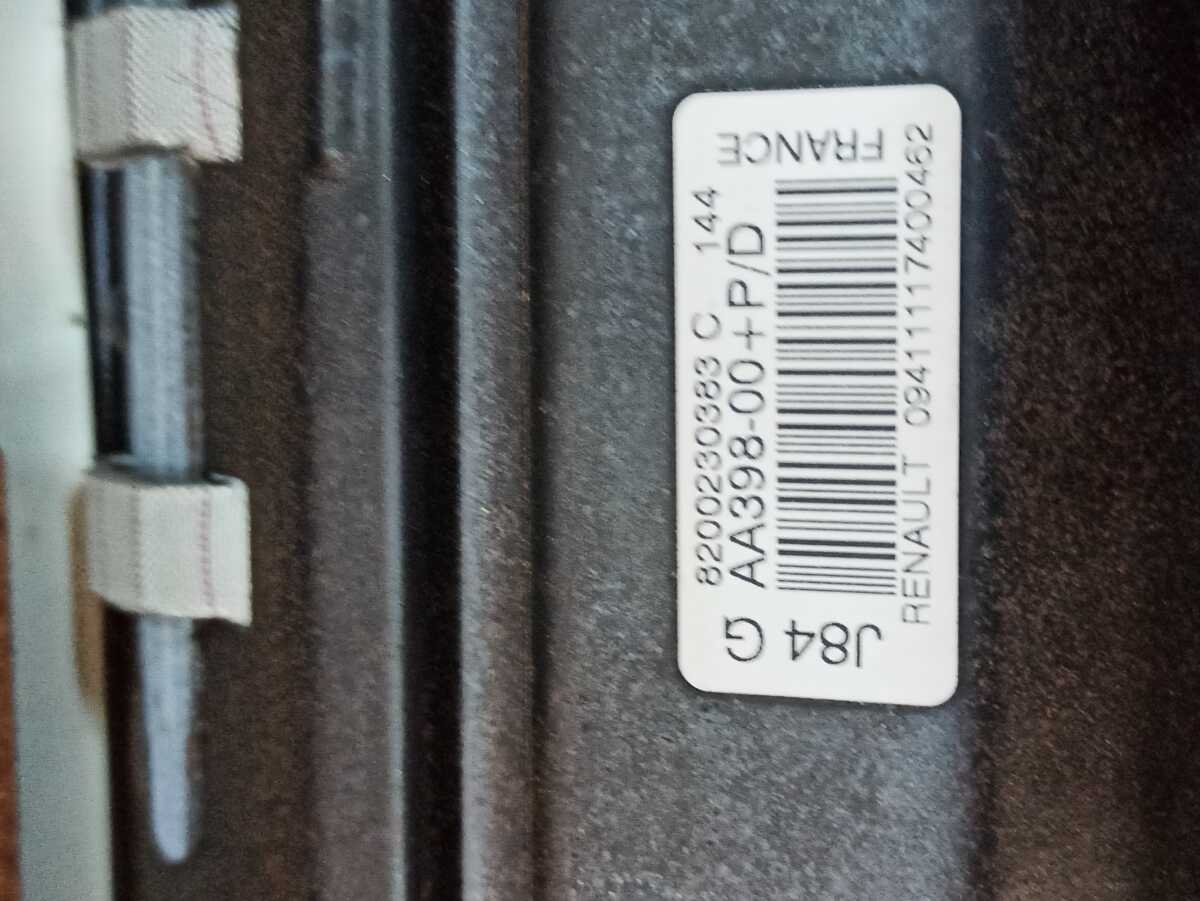 8200230383 C 144
AA398-00+P/D
RENAULT 09411117400462
J84 G
FRANCE